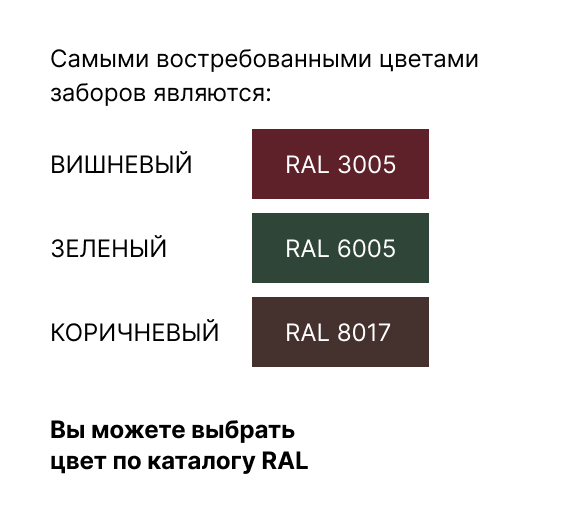 Самыми востребованными цветами
заборов являются:
ВИШНЕВЫЙ RAL 3005
ЗЕЛЕНЫЙ RAL 6005
КОРИЧНЕВЫЙ RAL 8017
Вы можете выбрать
цвет по каталогу RAL